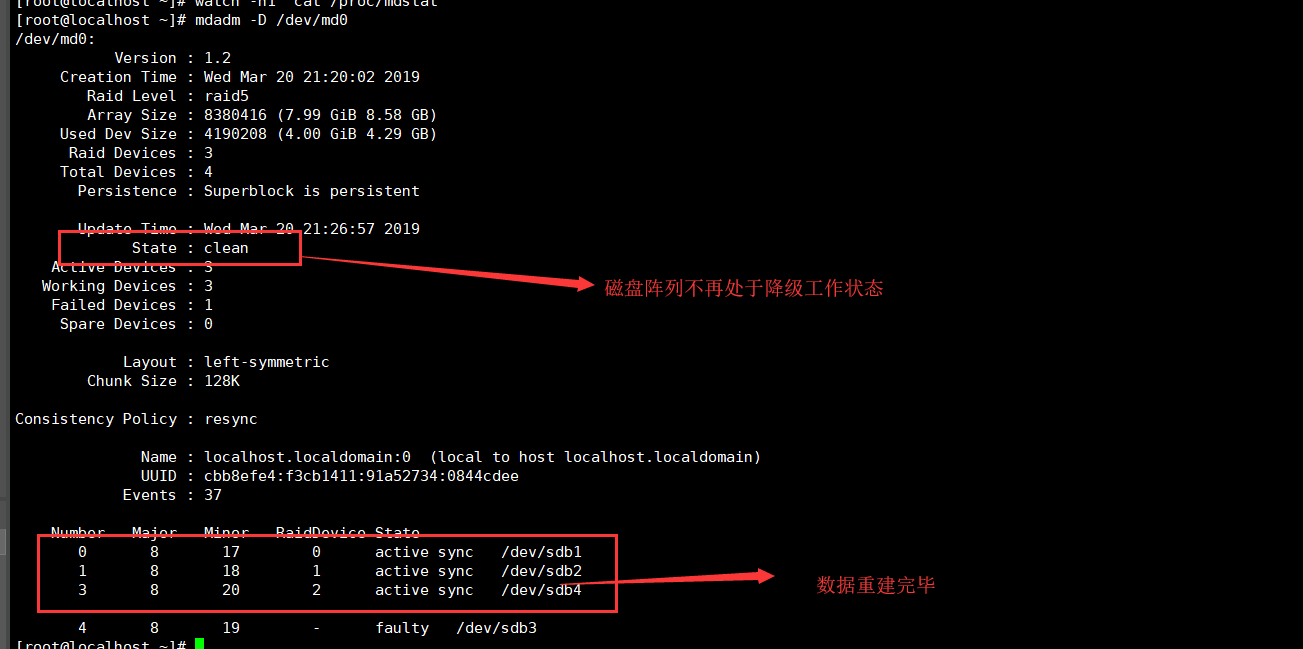 [root@localhost ~]# watch -n1 "cat /proc/mdstat"
[root@localhost ~]# mdadm -D /dev/md0
/dev/md0:
Version : 1.2
Creation Time : Wed Mar 20 21:20:02 2019
Raid Level : raid5
Array Size : 8380416 (7.99 GiB 8.58 GB)
Used Dev Size : 4190208 (4.00 GiB 4.29 GB)
Raid Devices : 3
Total Devices : 4
Persistence : Superblock is persistent
Update Time : Wed Mar 20 21:26:57 2019
State : clean
Active Devices : 3
磁盘阵列不再处于降级工作状态
Working Devices : 3
Failed Devices : 1
Spare Devices : 0
Layout : left-symmetric
Chunk Size : 128K
Consistency Policy : resync
Name : localhost.localdomain:0 (local to host localhost.localdomain)
UUID : cbb8efe4:f3cb1411:91a52734:0844cdee
Events : 37
Number Major Minor RaidDevice State
0 8 17 0 active sync /dev/sdb1
1 8 18 1 active sync /dev/sdb2
3 8 20 2 active sync /dev/sdb4
数据重建完毕
4 8 19 - faulty /dev/sdb3
[root@localhost ~]#